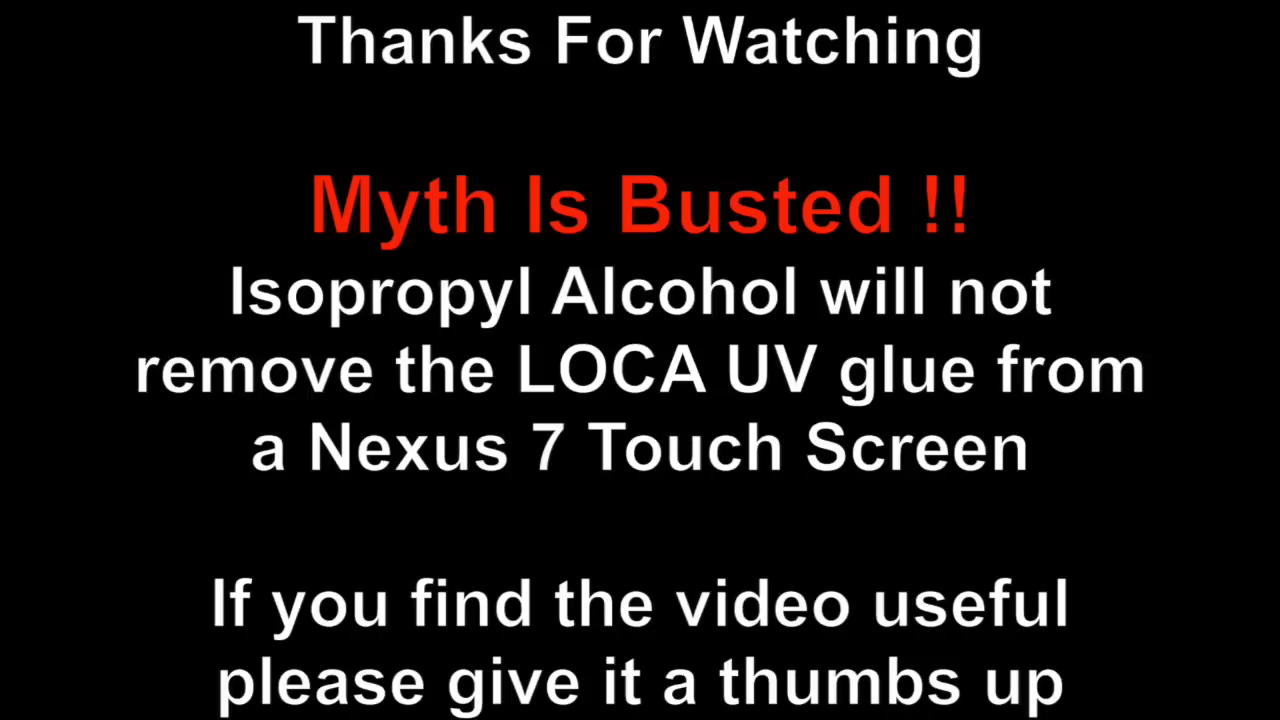 Thanks For Watching
Myth Is Busted !!
Isopropyl Alcohol will not
remove the LOCA UV glue from
a Nexus 7 Touch Screen
If you find the video useful
please give it a thumbs up